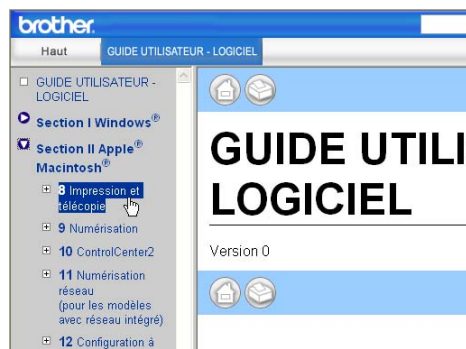 brother.
Haut
GUIDE UTILISATEUR - LOGICIEL
GUIDE UTILISATEUR -
LOGICIEL
Section I Windows®
Section II Apple®
Macintosh®
8 Impression et
télécopie
9 Numérisation
10 ControlCenter2
11 Numérisation
réseau
(pour les modèles
avec réseau intégré)
12 Configuration à
GUIDE UTILI
LOGICIEL
Version 0